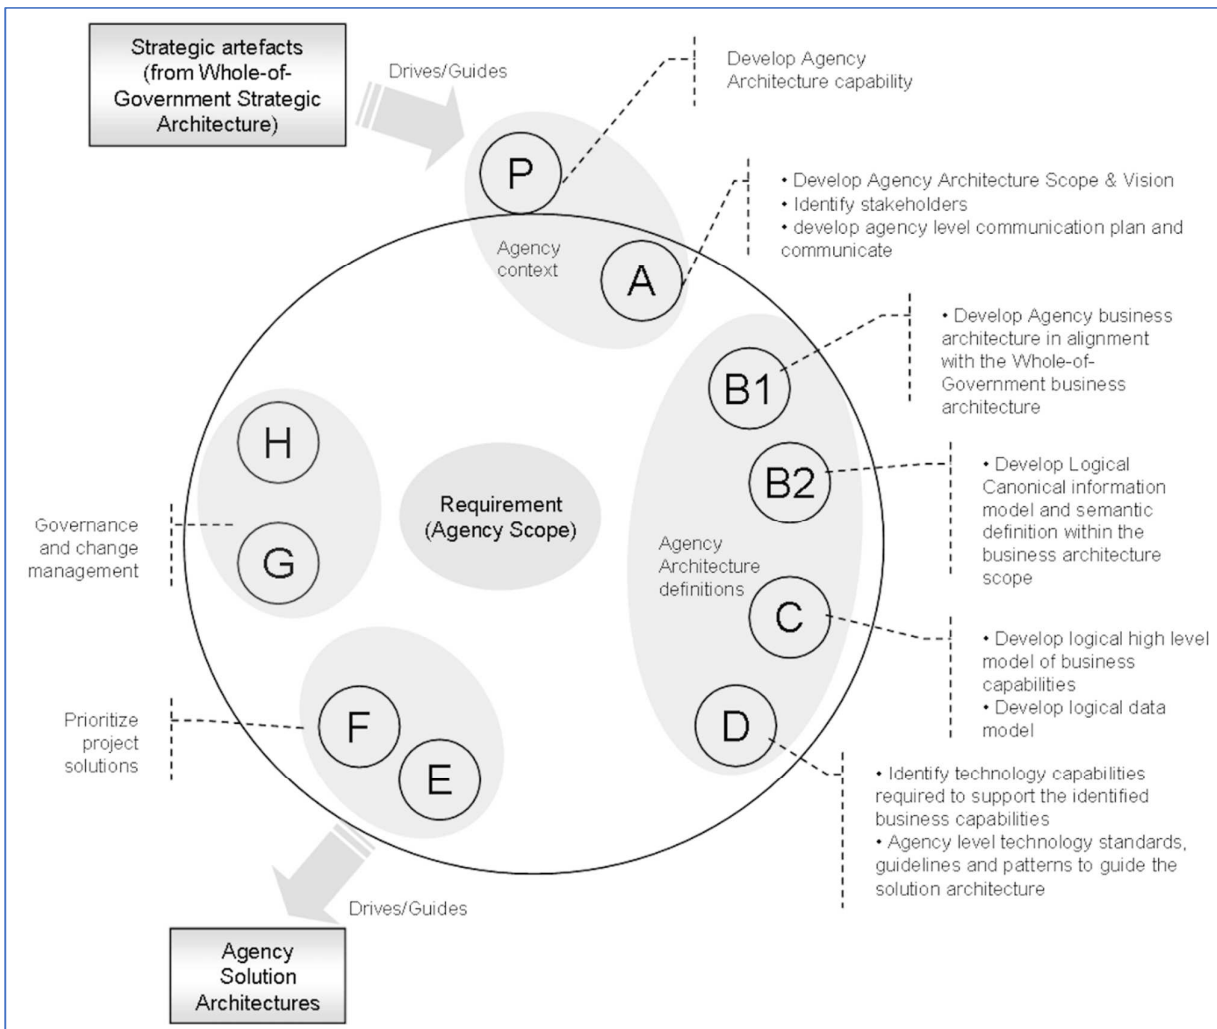 Strategic artefacts
(from Whole-of-
Government Strategic
Architecture)
Drives/Guides
Develop Agency
Architecture capability
P
• Develop Agency Architecture Scope & Vision
• Identify stakeholders
• develop agency level communication plan and
communicate
Agency
context
A
• Develop Agency business
architecture in alignment
with the Whole-of-
Government business
architecture
B1
H
B2
• Develop Logical
Canonical information
model and semantic
definition within the
business architecture
scope
Requirement
(Agency Scope)
Governance
and change
management
G
Agency
Architecture
definitions
C
• Develop logical high level
model of business
capabilities
• Develop logical data
model
Prioritize
project
solutions
F
E
D
• Identify technology capabilities
required to support the identified
business capabilities
• Agency level technology standards,
guidelines and patterns to guide the
solution architecture
Drives/Guides
Agency
Solution
Architectures